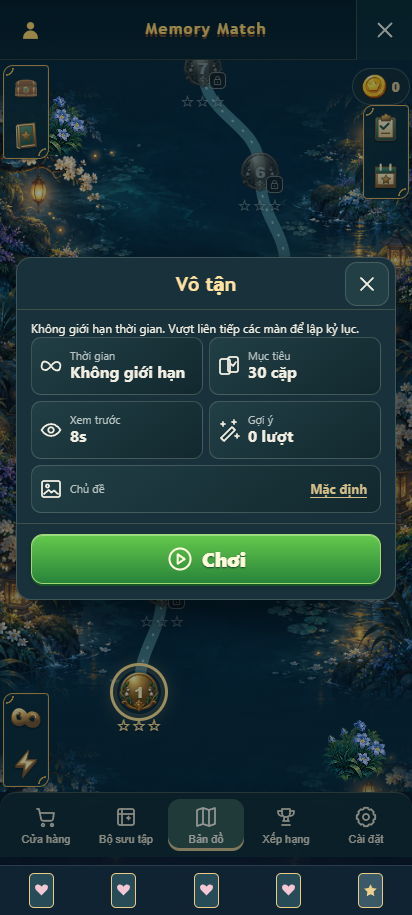 Memory Match
7
0
6
Vô tận
Không giới hạn thời gian. Vượt liên tiếp các màn để lập kỷ lục.
Thời gian
Không giới hạn
Mục tiêu
30 cặp
Xem trước
8s
Gợi ý
0 lượt
Chủ đề
Mặc định
Chơi
1
Cửa hàng
Bộ sưu tập
Bản đồ
Xếp hạng
Cài đặt